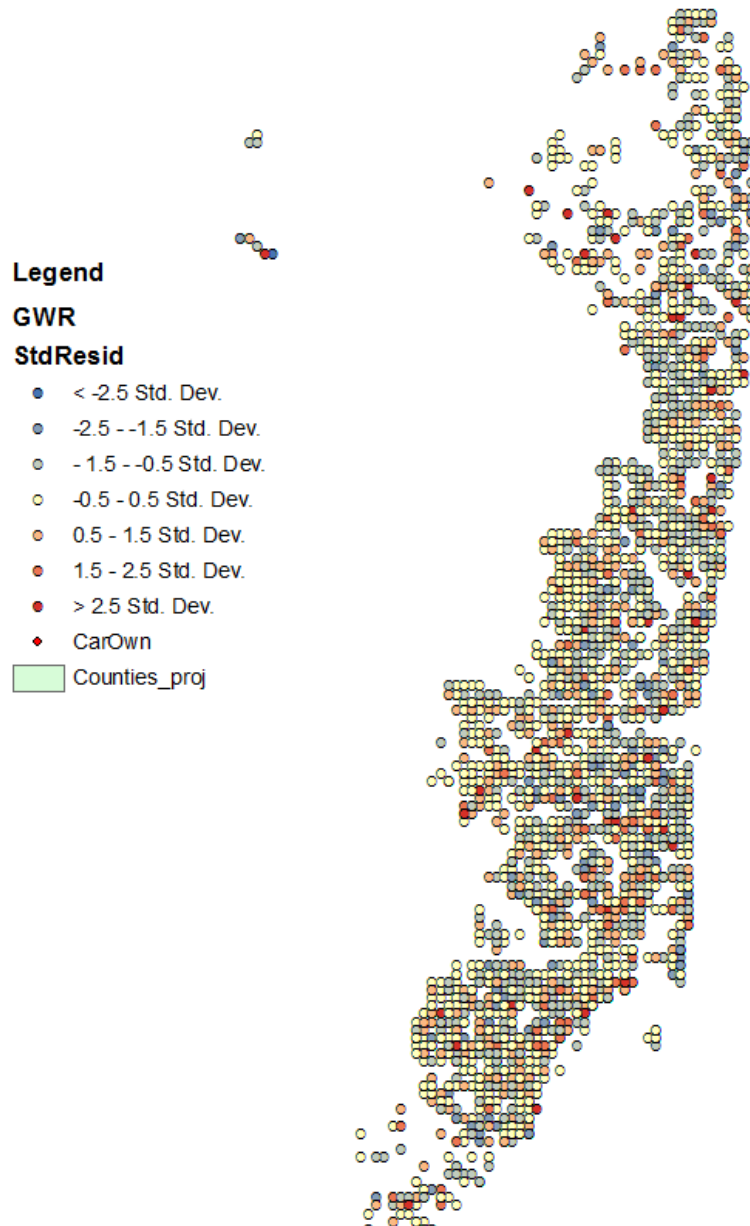 Legend
GWR
StdResid
< -2.5 Std. Dev.
-2.5 - -1.5 Std. Dev.
- 1.5 - -0.5 Std. Dev.
-0.5 - 0.5 Std. Dev.
0.5 - 1.5 Std. Dev.
1.5 - 2.5 Std. Dev.
> 2.5 Std. Dev.
CarOwn
Counties_proj